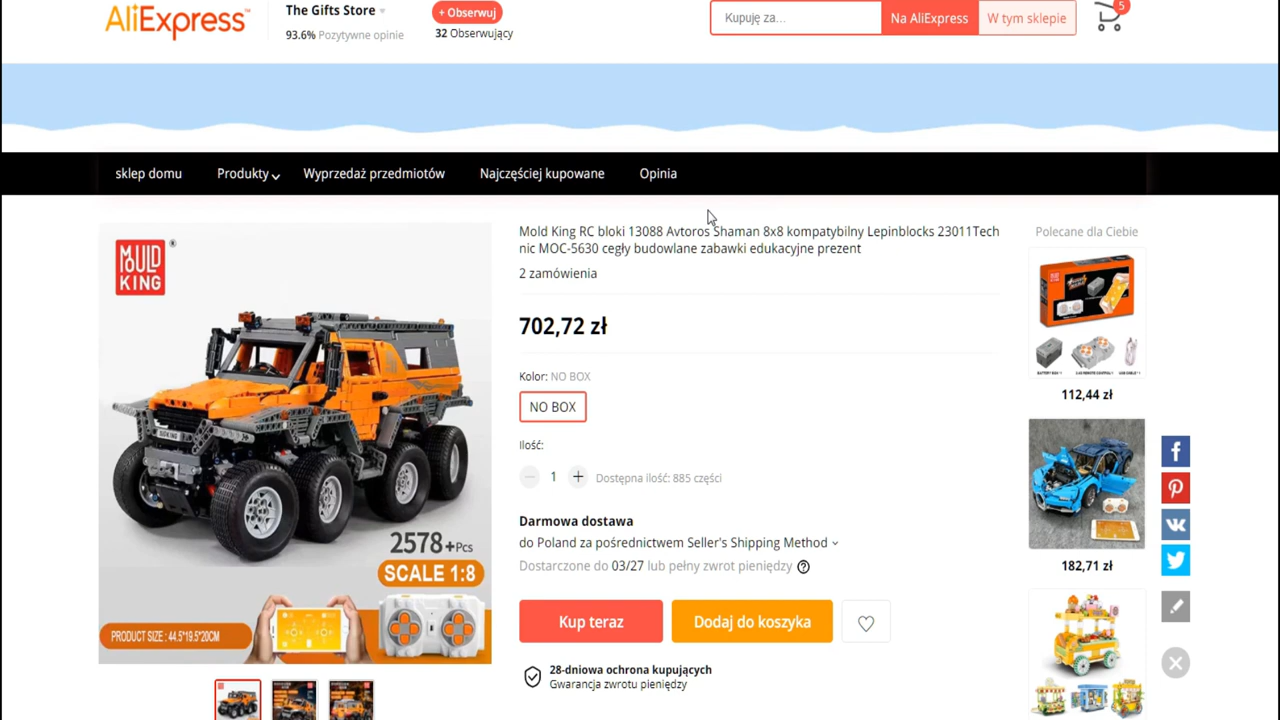 AliExpress™
The Gifts Store
93.6% Pozytywne opinie
+ Obserwuj
32 Obserwujący
Kupuję za...
Na AliExpress
W tym sklepie
5
sklep domu
Produkty
Wyprzedaż przedmiotów
Najczęściej kupowane
Opinia
MOULD
KING
®
2578+Pcs
SCALE 1:8
PRODUCT SIZE : 44.5*19.5*20CM
Mold King RC bloki 13088 Avtoros Shaman 8x8 kompatybilny Lepinblocks 23011Tech
nic MOC-5630 cegły budowlane zabawki edukacyjne prezent
2 zamówienia
702,72 zł
Kolor: NO BOX
NO BOX
Ilość:
1
Dostępna ilość: 885 części
Darmowa dostawa
do Poland za pośrednictwem Seller's Shipping Method
Dostarczone do 03/27 lub pełny zwrot pieniędzy
Kup teraz
Dodaj do koszyka
28-dniowa ochrona kupujących
Gwarancja zwrotu pieniędzy
Polecane dla Ciebie
112,44 zł
182,71 zł